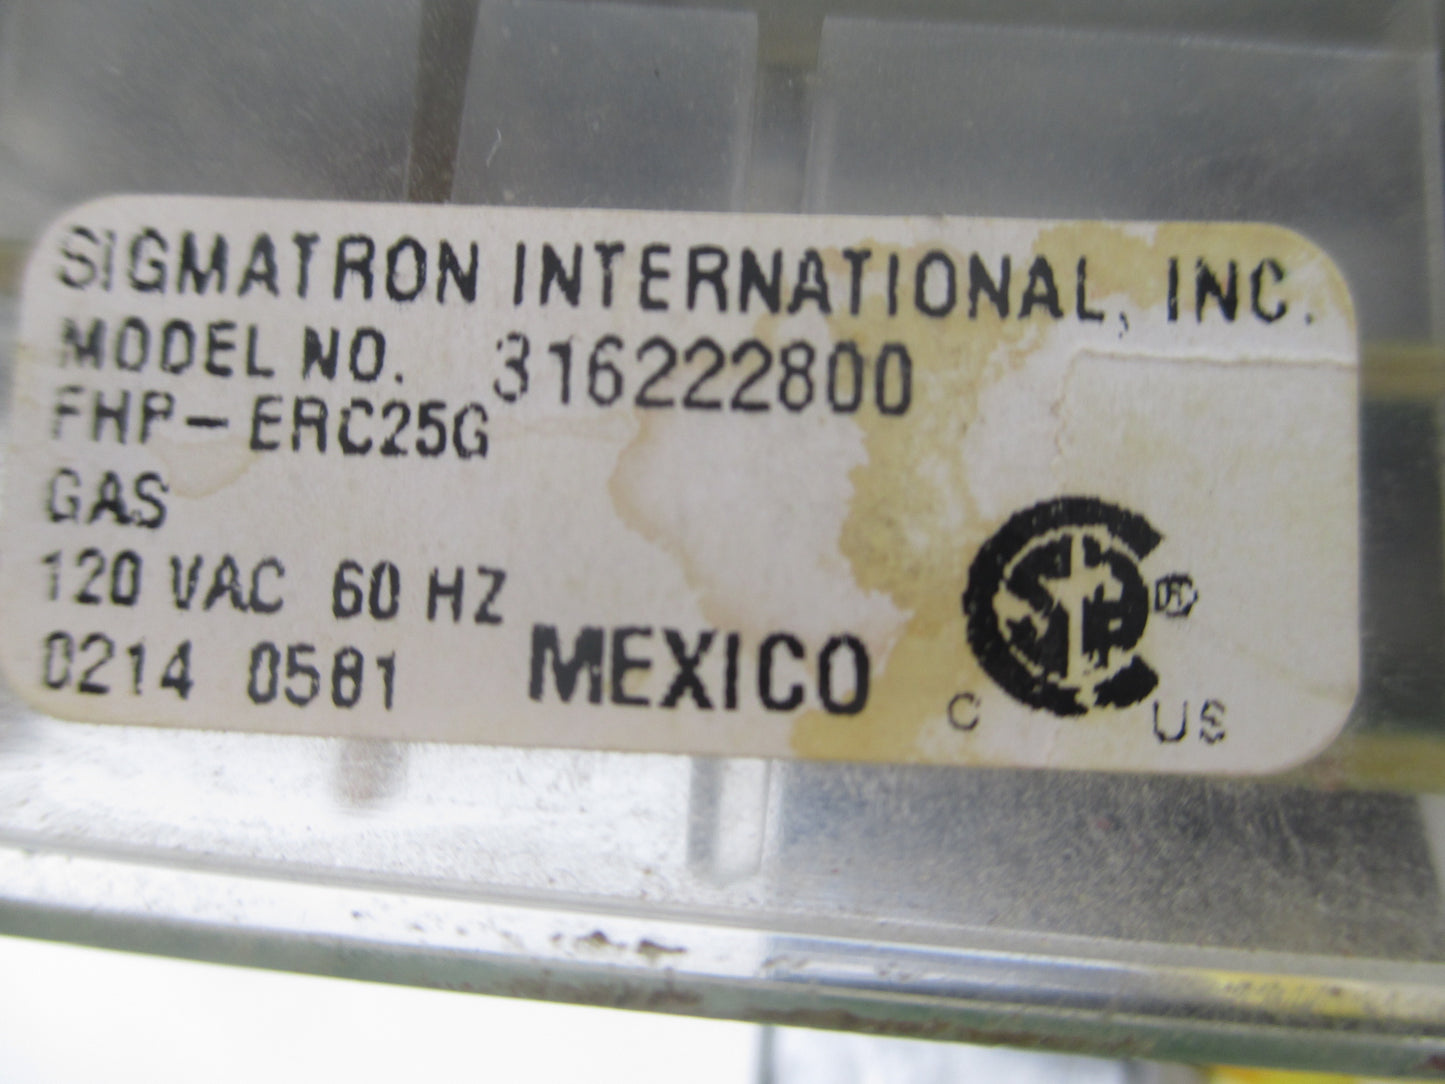 SIGMATRON INTERNATIONAL, INC.
MODEL NO. 316222800
FHP-ERC25G
GAS
120 VAC 60 HZ
0214 0581 MEXICO
C US ®